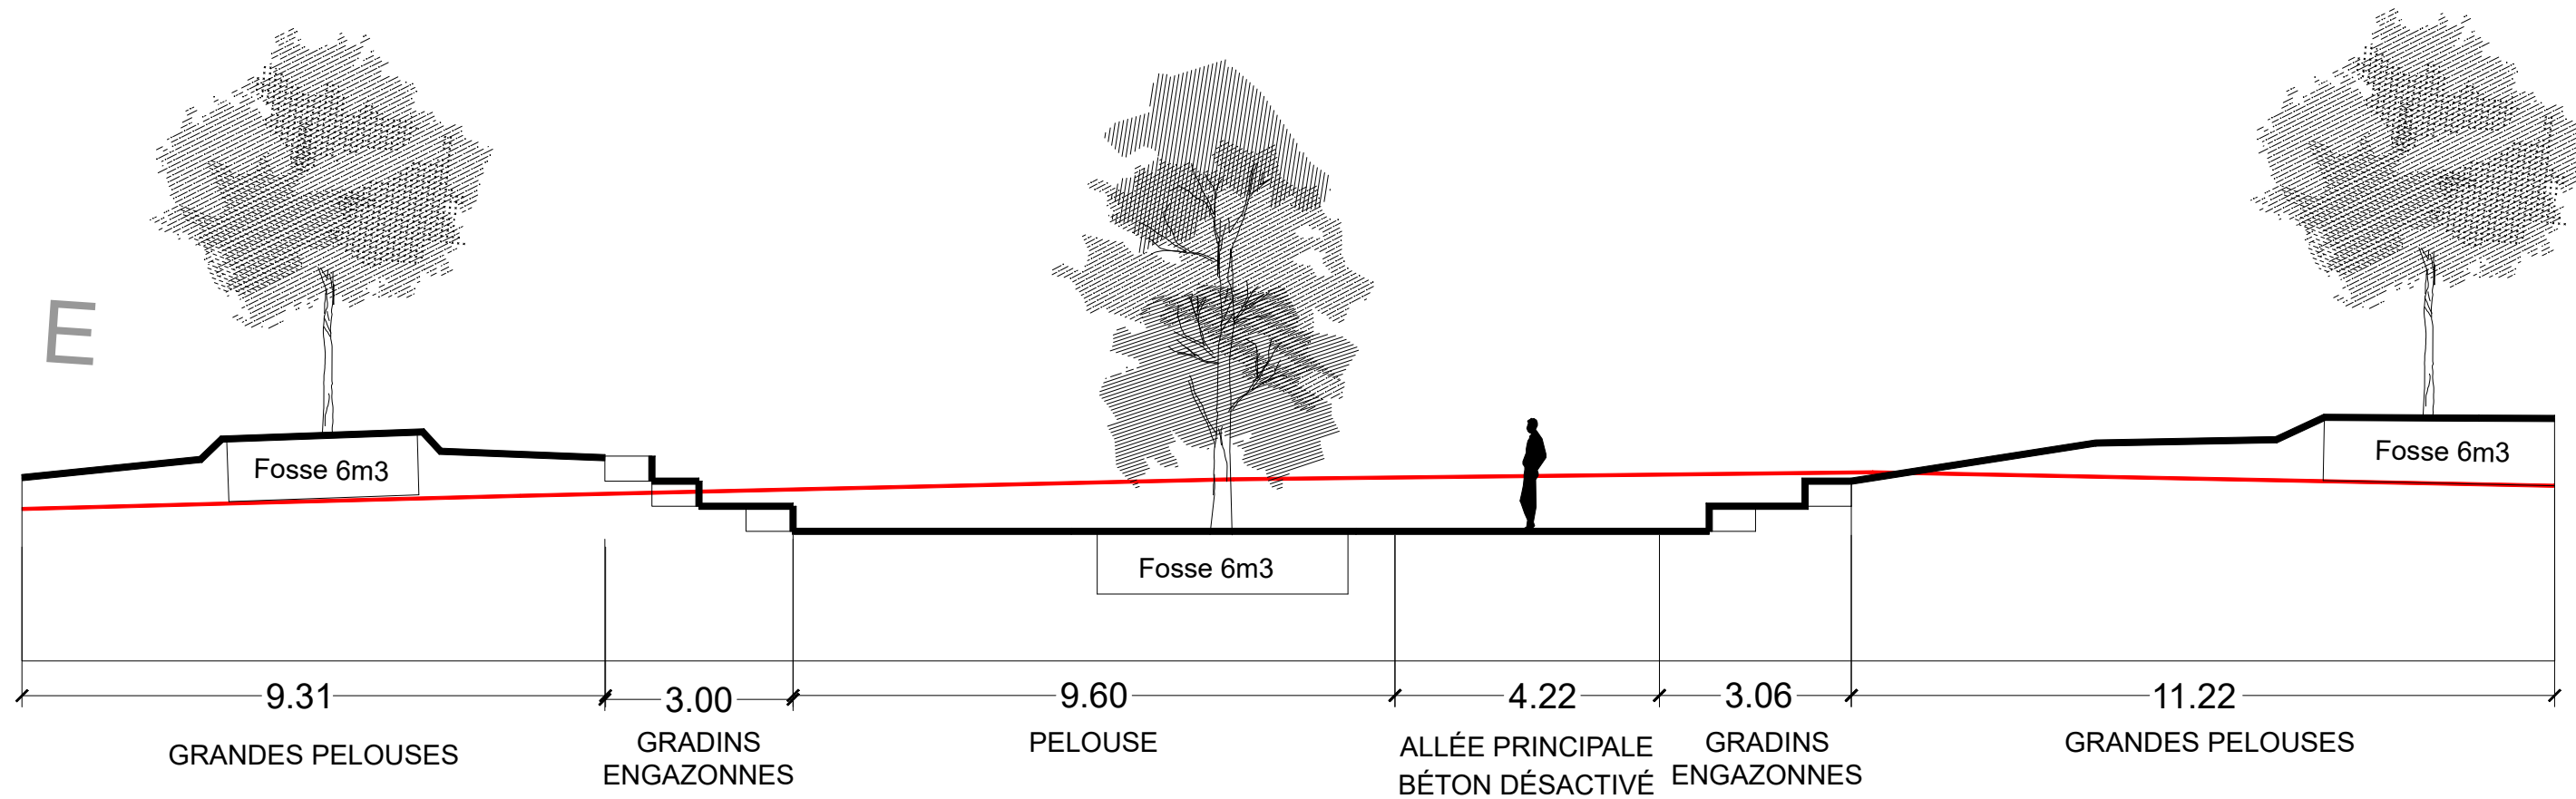 E
Fosse 6m3
Fosse 6m3
Fosse 6m3
9.31
3.00
9.60
4.22
3.06
11.22
GRANDES PELOUSES
GRADINS
ENGAZONNES
PELOUSE
ALLÉE PRINCIPALE
BÉTON DÉSACTIVÉ
GRADINS
ENGAZONNES
GRANDES PELOUSES